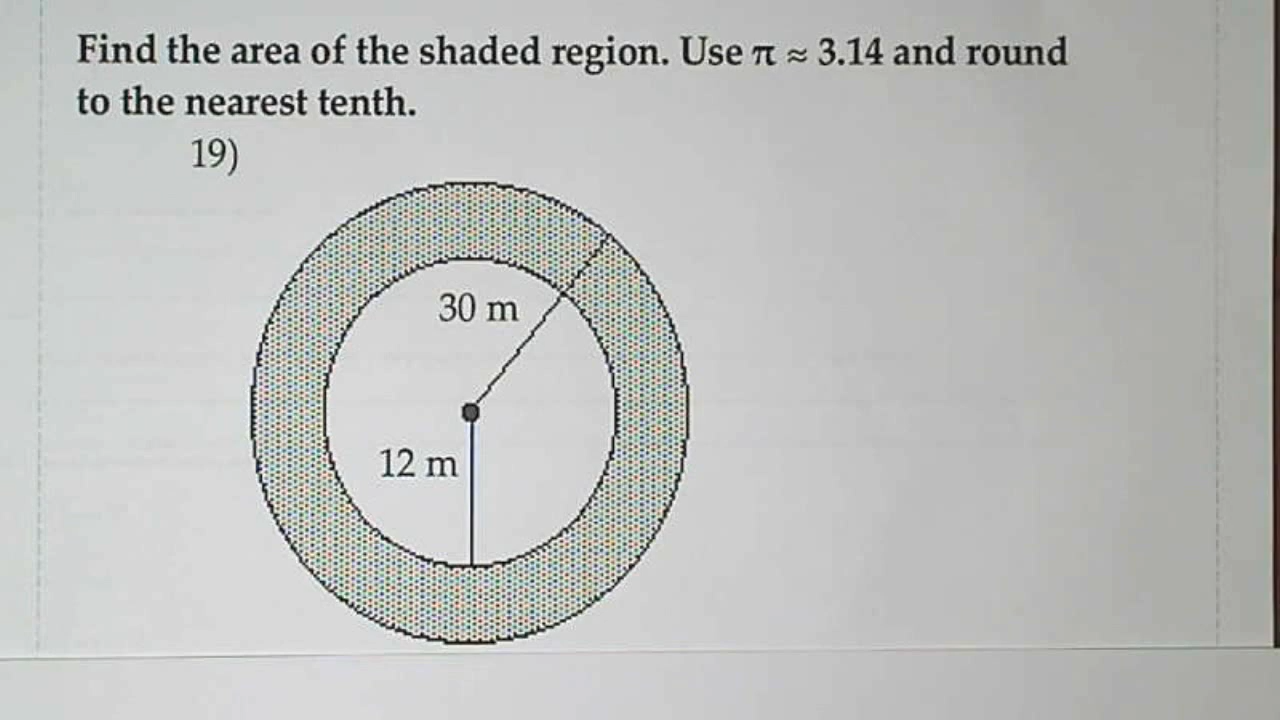 Find the area of the shaded region. Use π ≈ 3.14 and round
to the nearest tenth.
19)
30 m
12 m